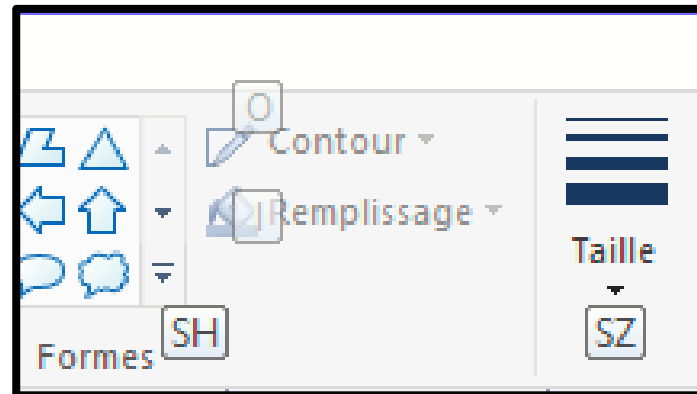 O
Contour
I Remplissage
Taille
SH
SZ
Formes